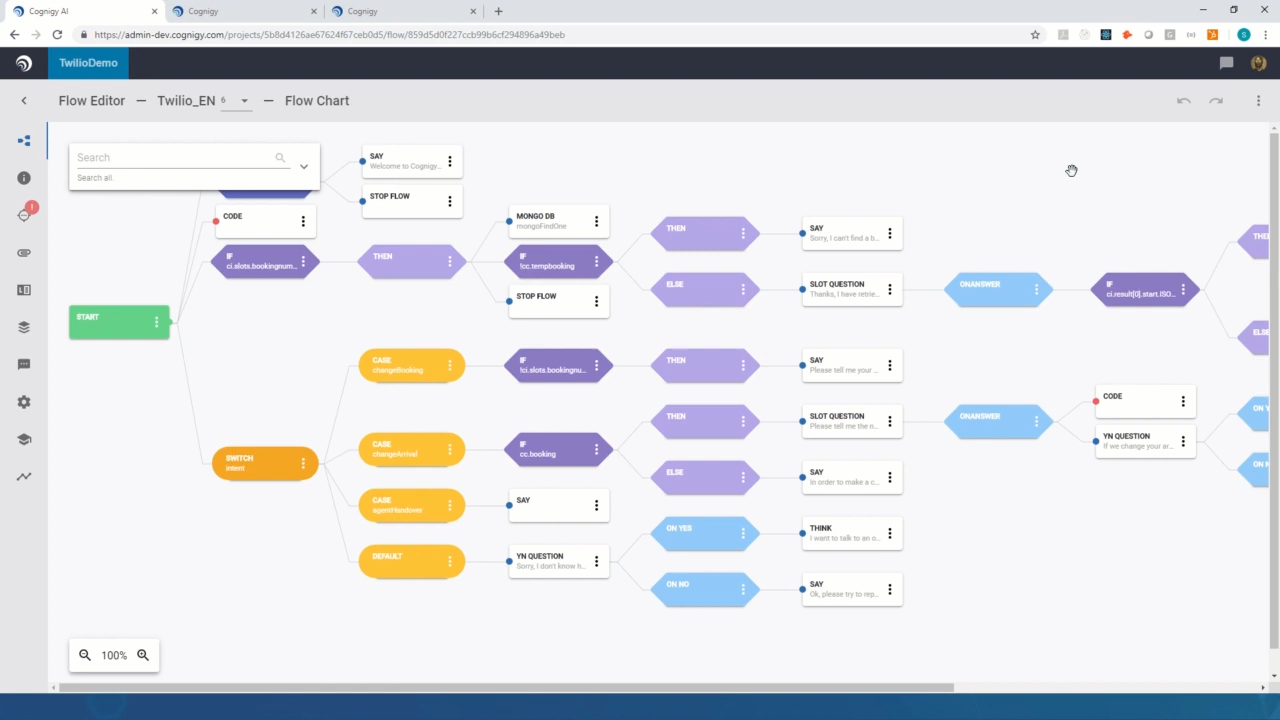 Cognigy AI
Cognigy
Cognigy
https://admin-dev.cognigy.com/projects/5b8d4126ae67624f67ceb0d5/flow/859d5d0f227ccb99b6cf294896a49beb
TwilioDemo
Flow Editor — Twilio_EN 6 — Flow Chart
Search
Search all.
SAY
Welcome to Cognigy...
STOP FLOW
CODE
IF
ci.slots.bookingnum...
THEN
MONGO DB
mongoFindOne
IF
!cc.tempbooking
STOP FLOW
THEN
SAY
Sorry, I can't find a b...
ELSE
SLOT QUESTION
Thanks, I have retrie...
ONANSWER
IF
ci.result[0].start.ISO...
ELSE
START
CASE
changeBooking
IF
!ci.slots.bookingnu...
THEN
SAY
Please tell me your ...
SWITCH
intent
CASE
changeArrival
IF
cc.booking
THEN
SLOT QUESTION
Please tell me the n...
ONANSWER
CODE
YN QUESTION
If we change your ar...
ELSE
SAY
In order to make a c...
CASE
agentHandover
SAY
DEFAULT
YN QUESTION
Sorry, I don't know h...
ON YES
THINK
I want to talk to an o...
ON NO
SAY
Ok, please try to rep...
100%